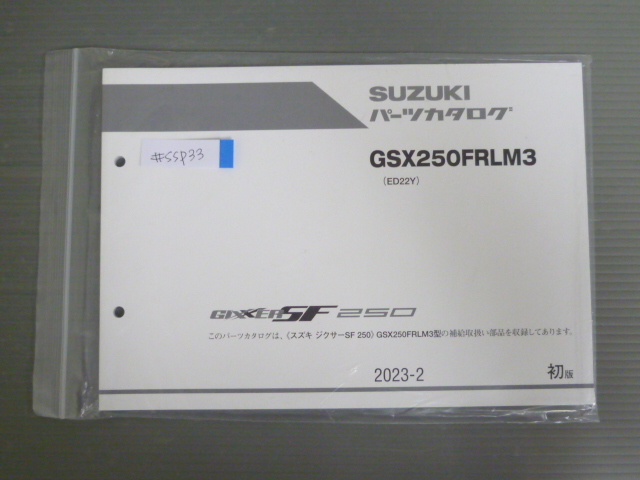 SUZUKI
パーツカタログ
#SSP33
GSX250FRLM3
(ED22Y)
GIXXER SF 250
このパーツカタログは、〈スズキ ジクサーSF 250〉GSX250FRLM3型の補給取扱い部品を収録してあります。
2023-2
初版